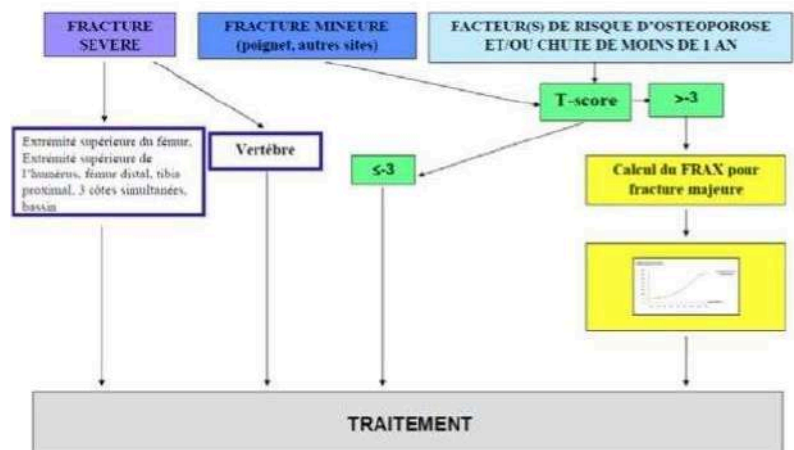 FRACTURE
SEVERE
FRACTURE MINEURE
(poignet, autres sites)
FACTEUR(S) DE RISQUE D'OSTEOPOROSE
ET/OU CHUTE DE MOINS DE 1 AN
T-score
>-3
Extrémité supérieure du fémur,
Extrémité supérieure de
l'humérus, fémur distal, tibia
proximal, 3 côtes simultanées,
bassin
Vertèbre
≤-3
Calcul du FRAX pour
fracture majeure
TRAITEMENT